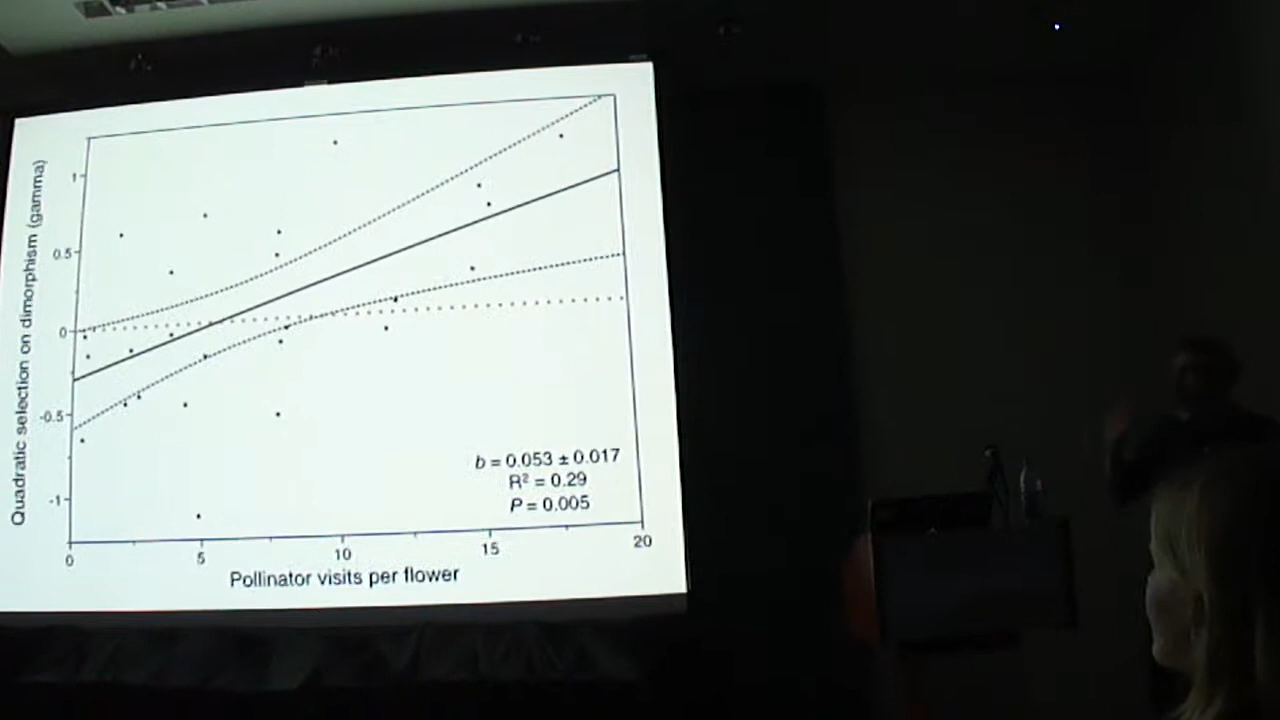 Quadratic selection on dimorphism (gamma)
1
0.5
0
-0.5
-1
b = 0.053 ± 0.017
R² = 0.29
P = 0.005
0 5 10 15 20
Pollinator visits per flower